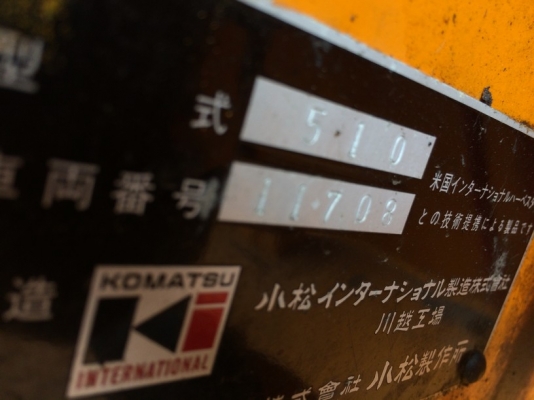 型式 510
車両番号 11708
米国インターナショナルハーベスタ
との技術提携による製品です
造
KOMATSU
INTERNATIONAL
小松インターナショナル製造株式會社
川越工場
株式會社 小松製作所